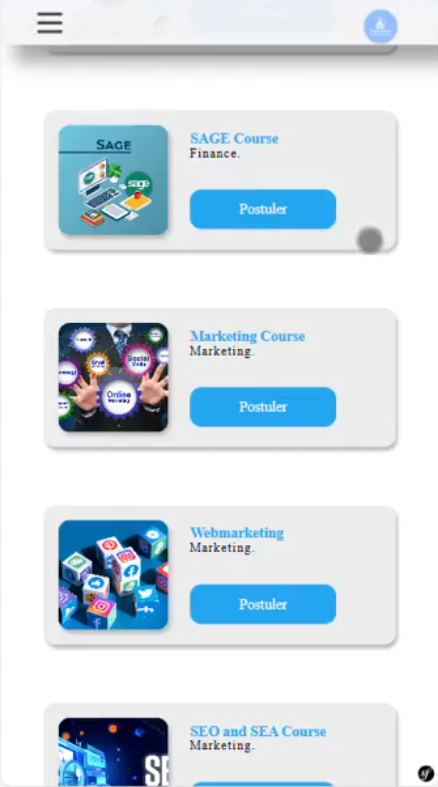 SAGE
sage
SAGE Course
Finance.
Postuler
Social
Media
Online
Marketing
Marketing Course
Marketing.
Postuler
Webmarketing
Marketing.
Postuler
SEO and SEA Course
Marketing.
sf